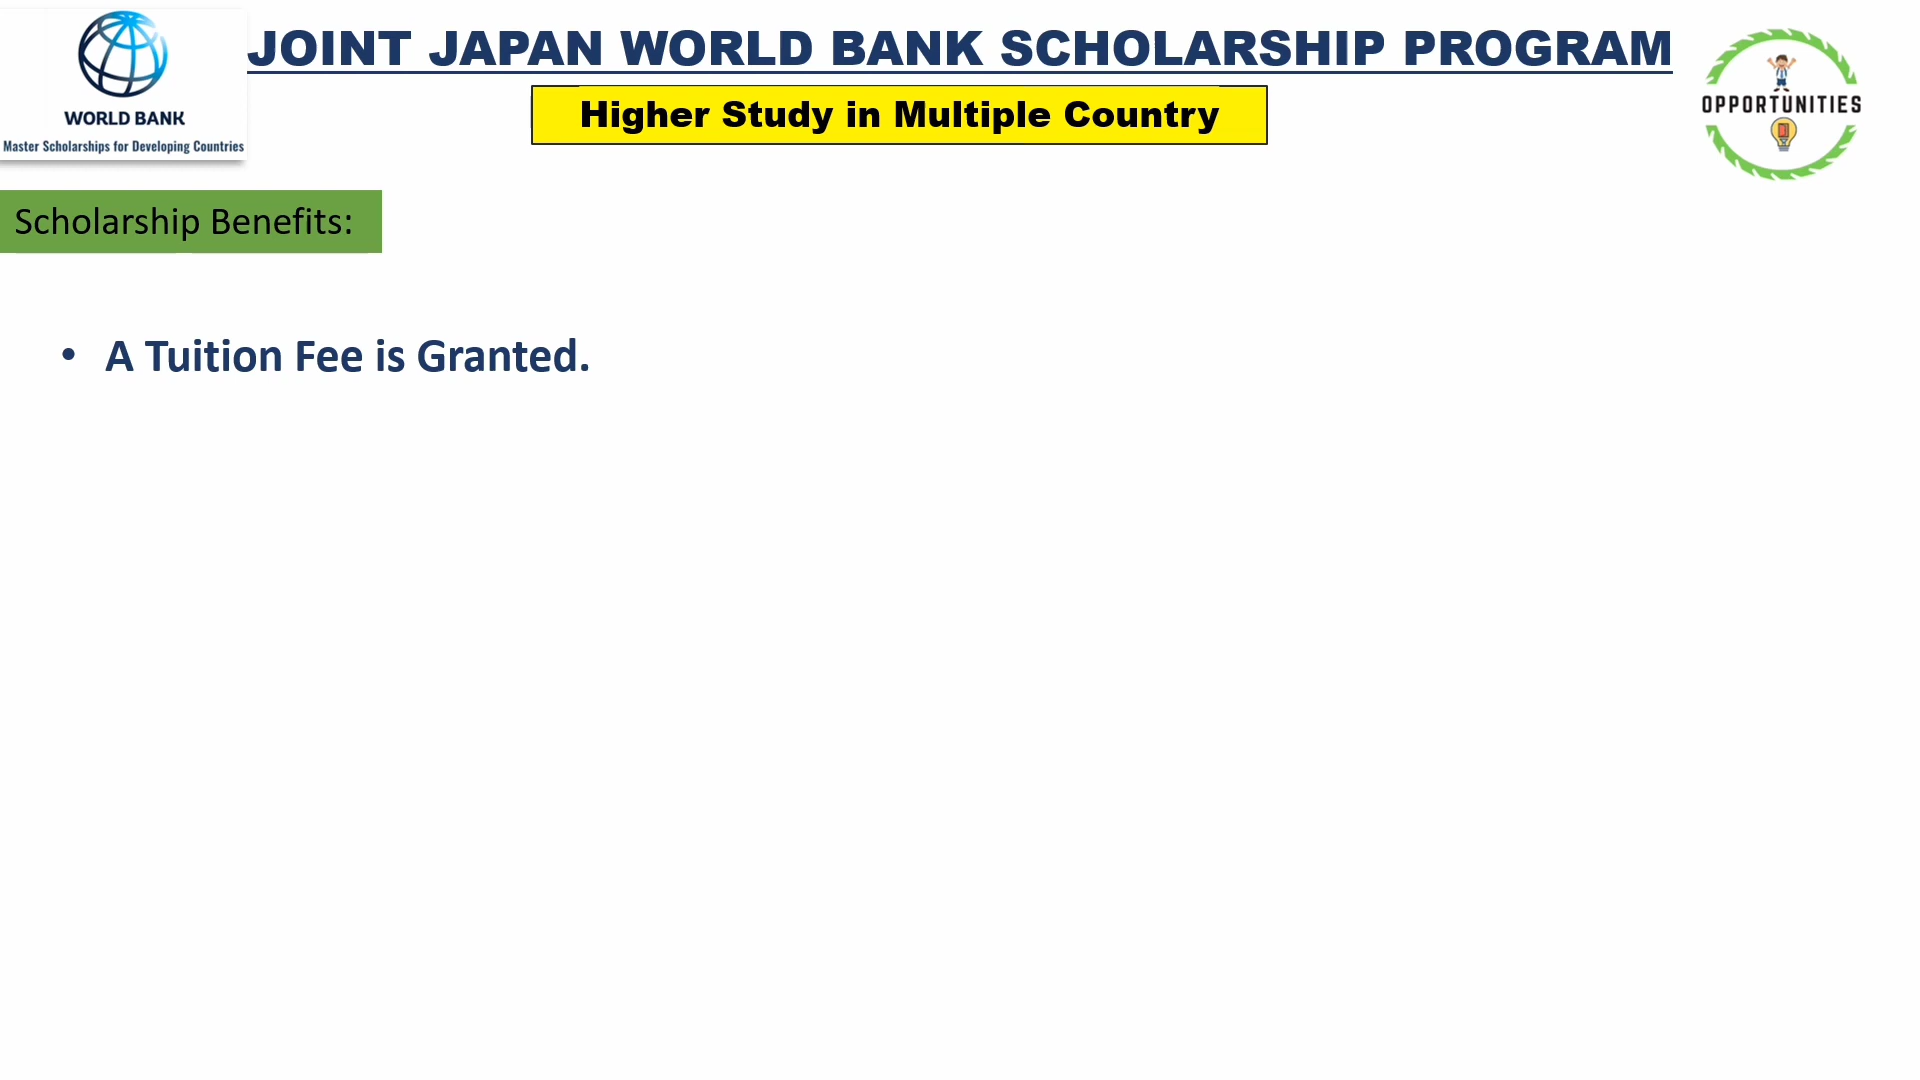 JOINT JAPAN WORLD BANK SCHOLARSHIP PROGRAM
Higher Study in Multiple Country
WORLD BANK
Master Scholarships for Developing Countries
OPPORTUNITIES
Scholarship Benefits:
• A Tuition Fee is Granted.